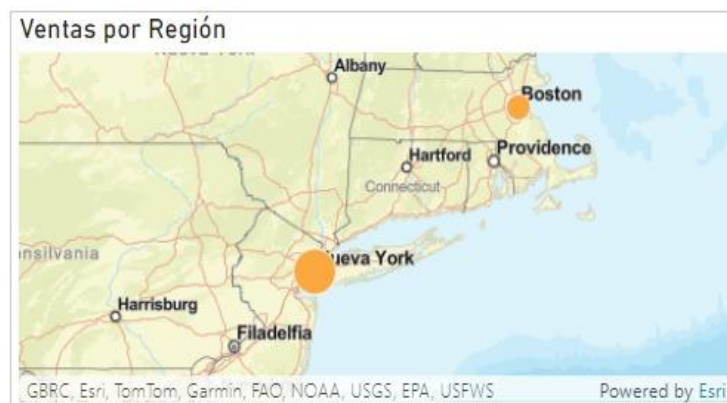 Ventas por Región
Albany
Boston
Hartford
Providence
Connecticut
nsilvania
ueva York
Harrisburg
Filadelfia
GBRC, Esri, TomTom, Garmin, FAO, NOAA, USGS, EPA, USFWS
Powered by Esri